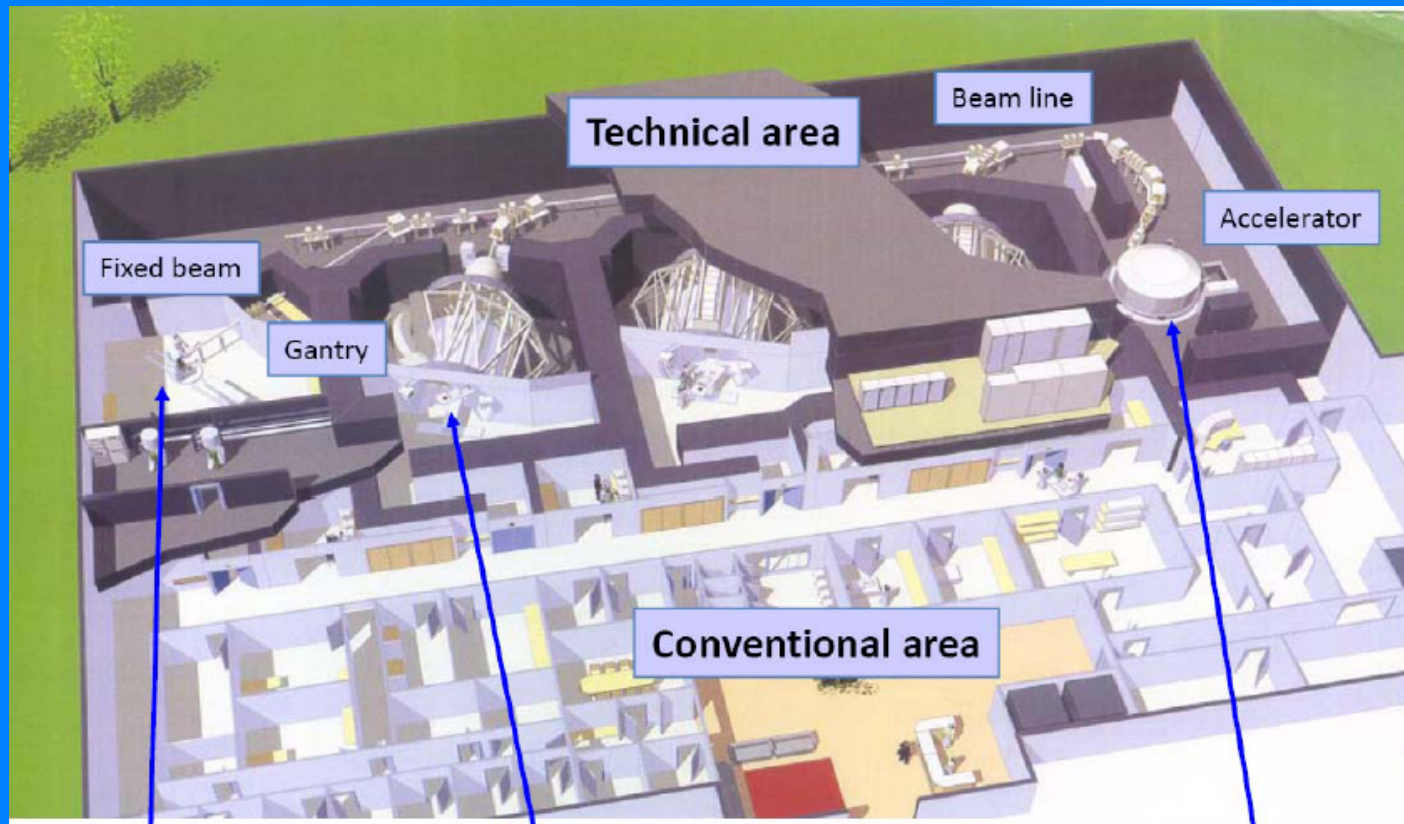 Beam line
Technical area
Accelerator
Fixed beam
Gantry
Conventional area